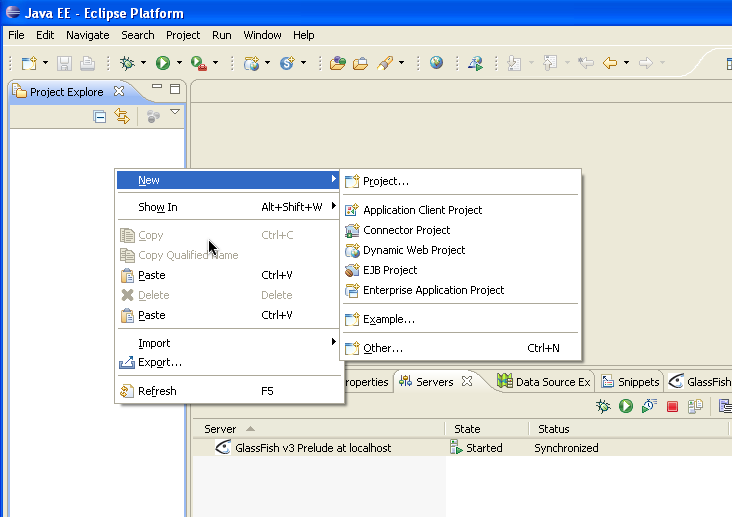 Java EE - Eclipse Platform
File Edit Navigate Search Project Run Window Help
Project Explore
New
Show In Alt+Shift+W
Copy Ctrl+C
Copy Qualified Name
Paste Ctrl+V
Delete Delete
Paste Ctrl+V
Import
Export...
Refresh F5
Project...
Application Client Project
Connector Project
Dynamic Web Project
EJB Project
Enterprise Application Project
Example...
Other... Ctrl+N
roperties Servers Data Source Ex Snippets GlassFish
Server State Status
GlassFish v3 Prelude at localhost Started Synchronized